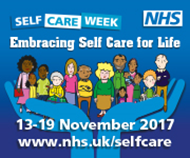 SELF CARE WEEK NHS
Embracing Self Care for Life
13-19 November 2017
www.nhs.uk/selfcare